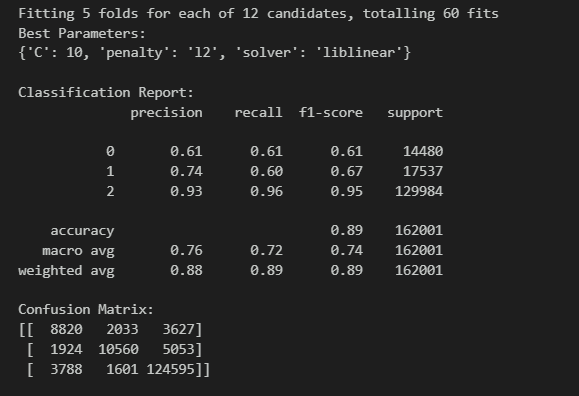 Fitting 5 folds for each of 12 candidates, totalling 60 fits
Best Parameters:
{'C': 10, 'penalty': 'l2', 'solver': 'liblinear'}
Classification Report:
precision recall f1-score support
0 0.61 0.61 0.61 14480
1 0.74 0.60 0.67 17537
2 0.93 0.96 0.95 129984
accuracy 0.89 162001
macro avg 0.76 0.72 0.74 162001
weighted avg 0.88 0.89 0.89 162001
Confusion Matrix:
[[ 8820 2033 3627]
[ 1924 10560 5053]
[ 3788 1601 124595]]